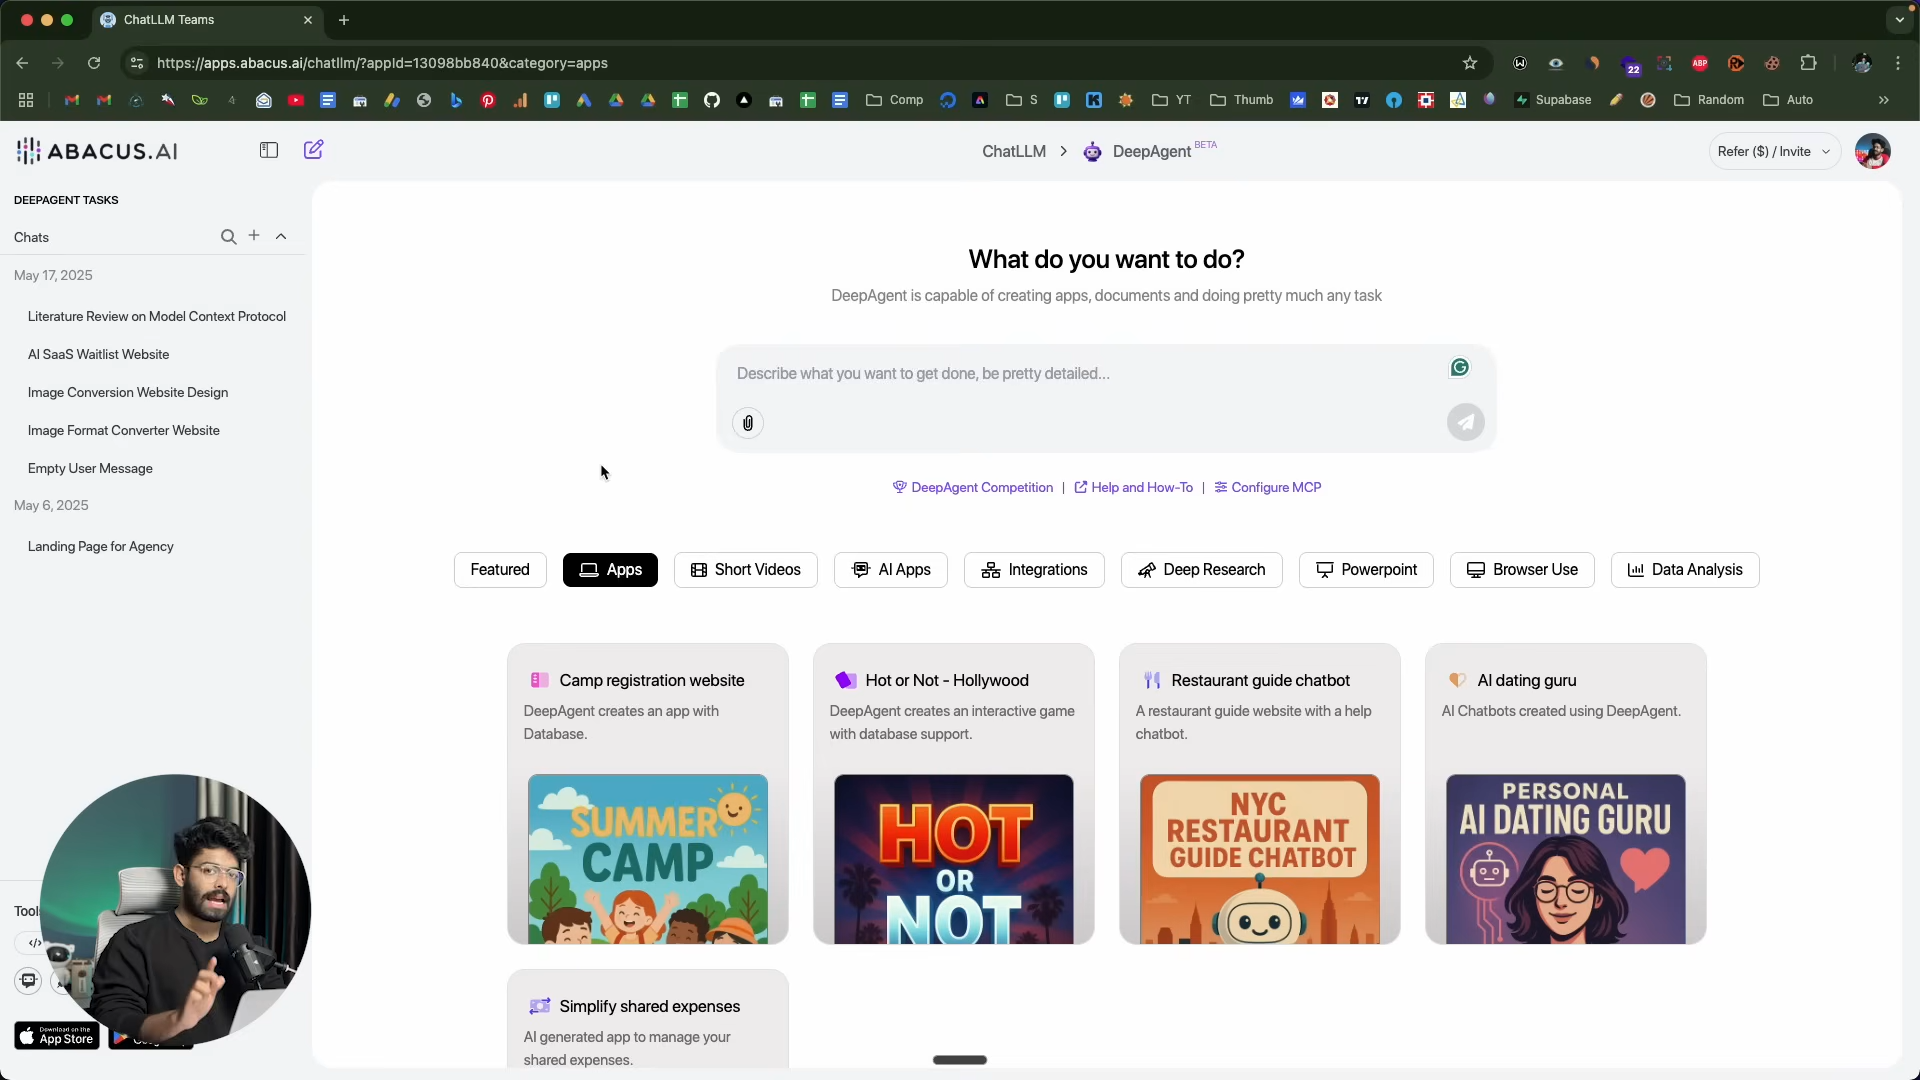 ChatLLM Teams
https://apps.abacus.ai/chatllm/?appId=13098bb840&category=apps
22
ABP
Comp
S
YT
Thumb
Supabase
Random
Auto
ABACUS.AI
ChatLLM > DeepAgent BETA
Refer ($) / Invite
DEEPAGENT TASKS
Chats
May 17, 2025
Literature Review on Model Context Protocol
AI SaaS Waitlist Website
Image Conversion Website Design
Image Format Converter Website
Empty User Message
May 6, 2025
Landing Page for Agency
What do you want to do?
DeepAgent is capable of creating apps, documents and doing pretty much any task
Describe what you want to get done, be pretty detailed...
DeepAgent Competition | Help and How-To | Configure MCP
Featured
Apps
Short Videos
AI Apps
Integrations
Deep Research
Powerpoint
Browser Use
Data Analysis
Camp registration website
DeepAgent creates an app with
Database.
SUMMER
CAMP
Hot or Not - Hollywood
DeepAgent creates an interactive game
with database support.
HOT
OR
NOT
Restaurant guide chatbot
A restaurant guide website with a help
chatbot.
NYC
RESTAURANT
GUIDE CHATBOT
AI dating guru
AI Chatbots created using DeepAgent.
PERSONAL
AI DATING GURU
Simplify shared expenses
AI generated app to manage your
shared expenses.
Download on the
App Store